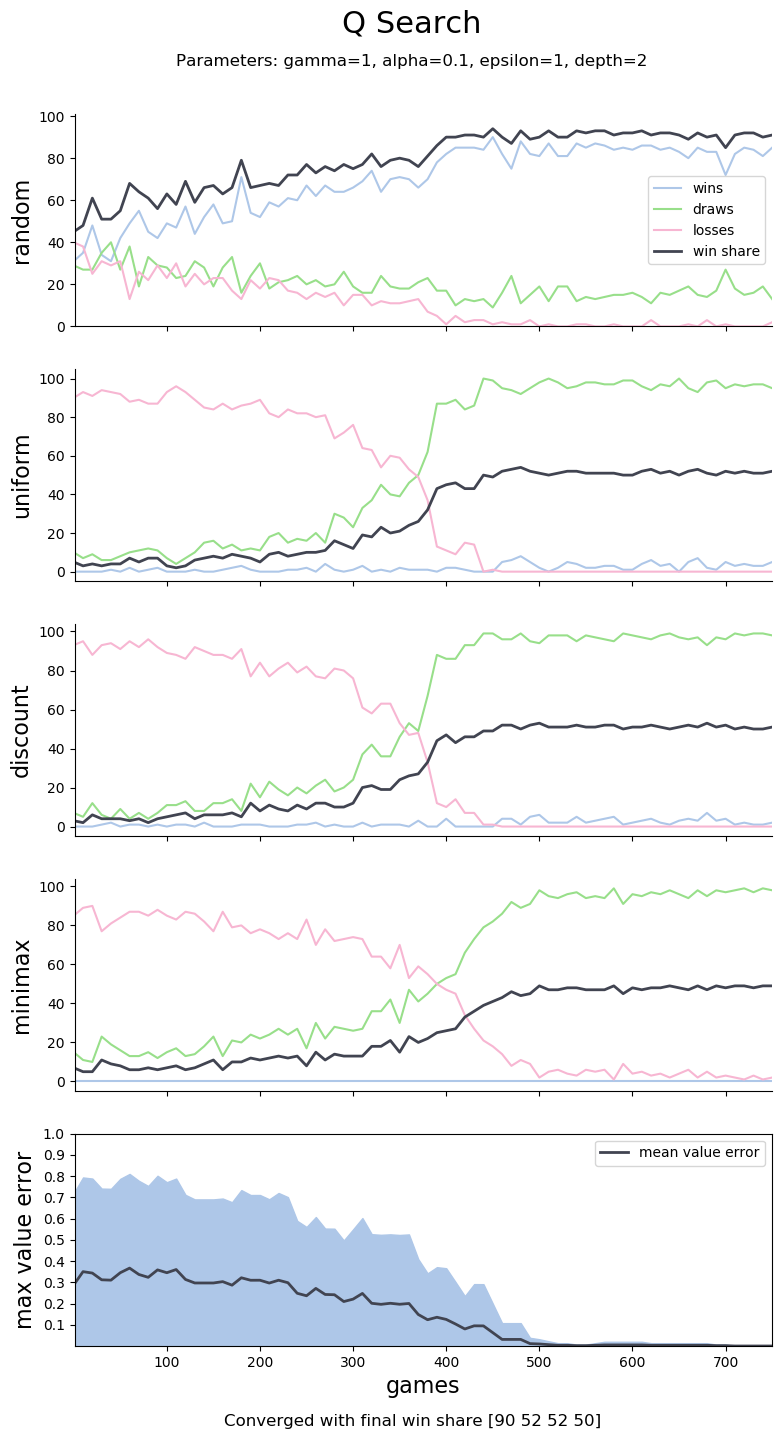 Q Search
Parameters: gamma=1, alpha=0.1, epsilon=1, depth=2
random
100
80
60
40
20
0
wins
draws
losses
win share
uniform
100
80
60
40
20
0
discount
100
80
60
40
20
0
minimax
100
80
60
40
20
0
max value error
1.0
0.9
0.8
0.7
0.6
0.5
0.4
0.3
0.2
0.1
mean value error
100 200 300 400 500 600 700
games
Converged with final win share [90 52 52 50]